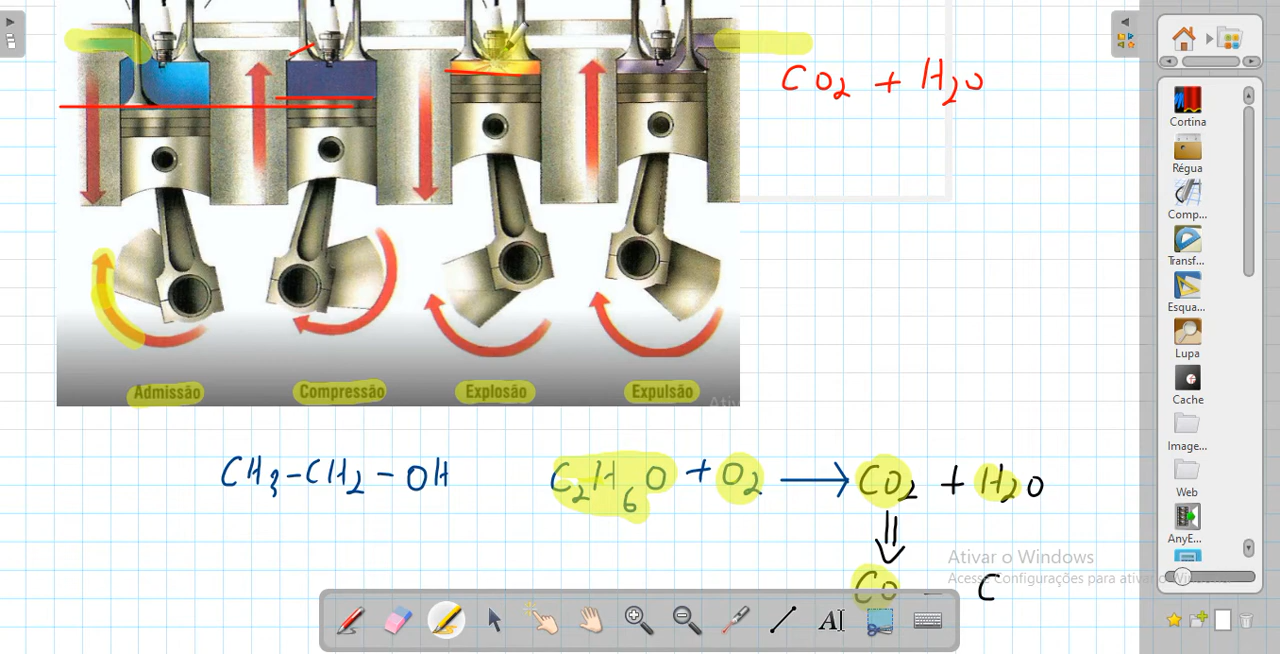 CO2 + H2O
Cortina
Régua
Comp...
Transf...
Esqua...
Lupa
Cache
Image...
Web
AnyE...
Admissão Compressão Explosão Expulsão
CH3-CH2-OH C2H6O + O2 → CO2 + H2O
Ativar o Windows
Acesse Configurações para ativar o Windows.
CO C
AI